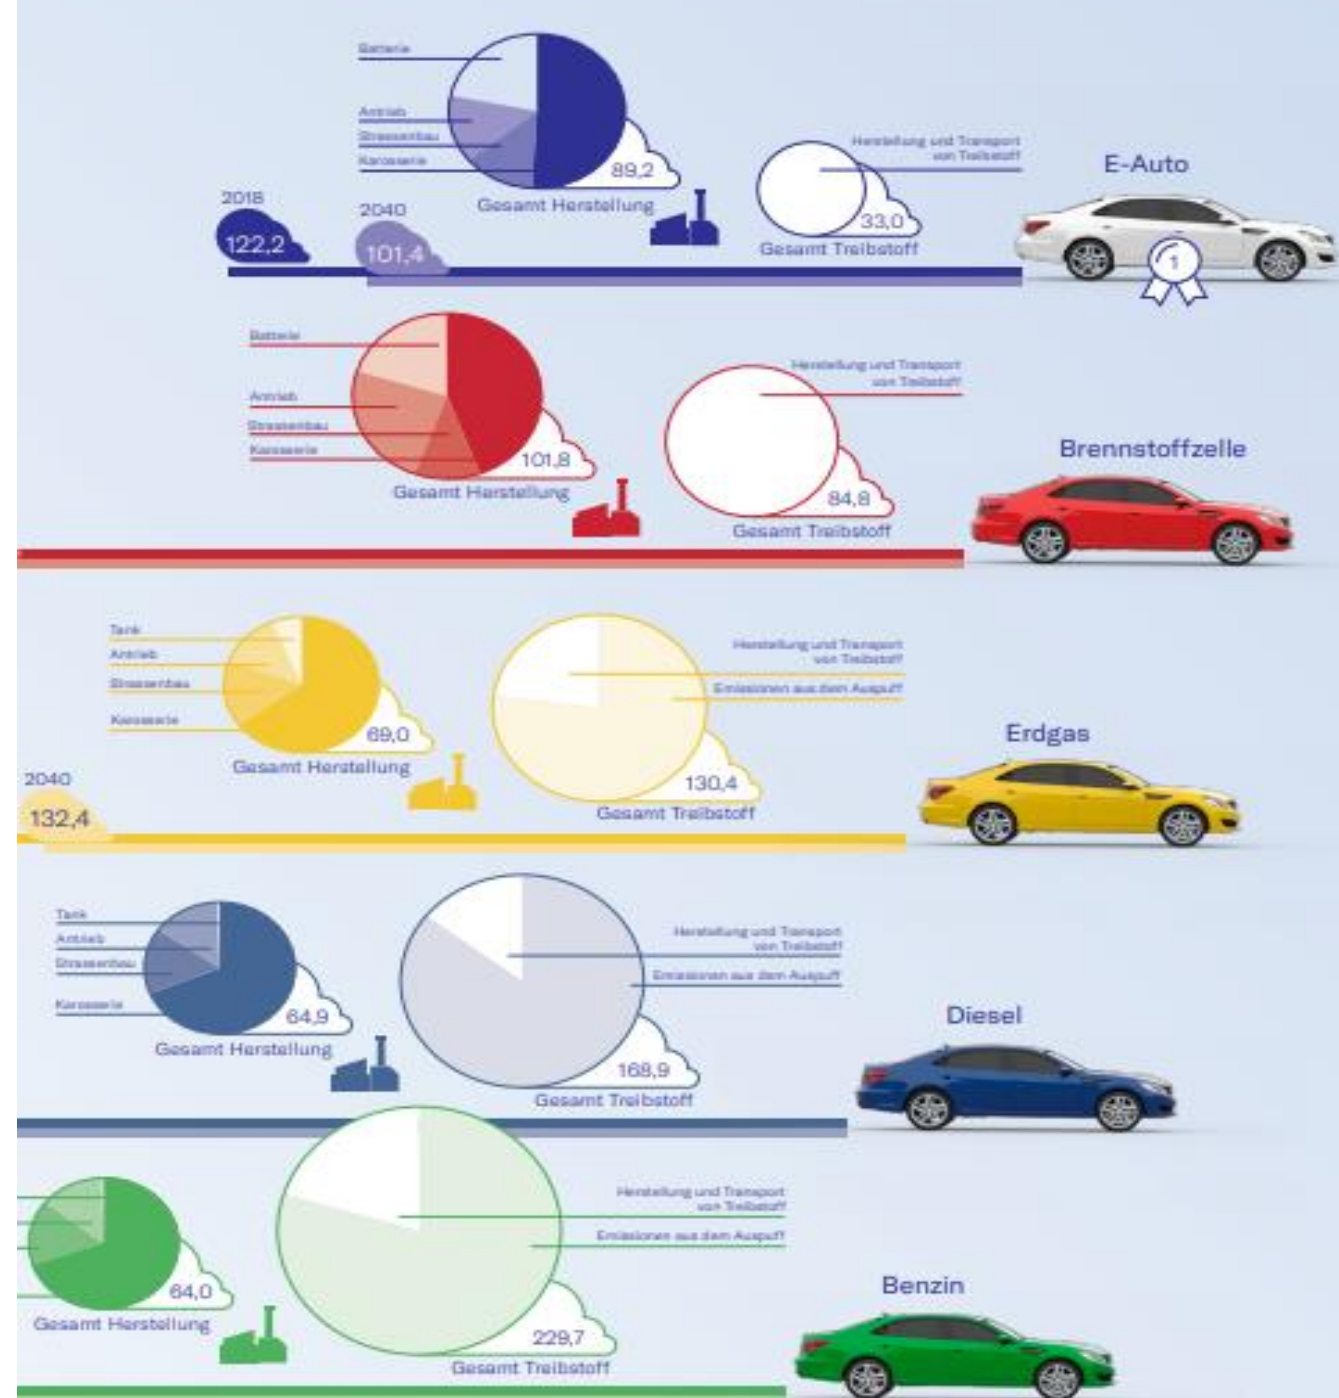 Batterie
Antrieb
Strassenbau
Karosserie
89,2
Gesamt Herstellung
Herstellung und Transport
von Treibstoff
33,0
Gesamt Treibstoff
E-Auto
1
2018
122,2
2040
101,4
Batterie
Antrieb
Strassenbau
Karosserie
101,8
Gesamt Herstellung
Herstellung und Transport
von Treibstoff
84,8
Gesamt Treibstoff
Brennstoffzelle
Tank
Antrieb
Strassenbau
Karosserie
69,0
Gesamt Herstellung
Herstellung und Transport
von Treibstoff
Emissionen aus dem Auspuff
130,4
Gesamt Treibstoff
Erdgas
2040
132,4
Tank
Antrieb
Strassenbau
Karosserie
64,9
Gesamt Herstellung
Herstellung und Transport
von Treibstoff
Emissionen aus dem Auspuff
168,9
Gesamt Treibstoff
Diesel
64,0
Gesamt Herstellung
Herstellung und Transport
von Treibstoff
Emissionen aus dem Auspuff
229,7
Gesamt Treibstoff
Benzin